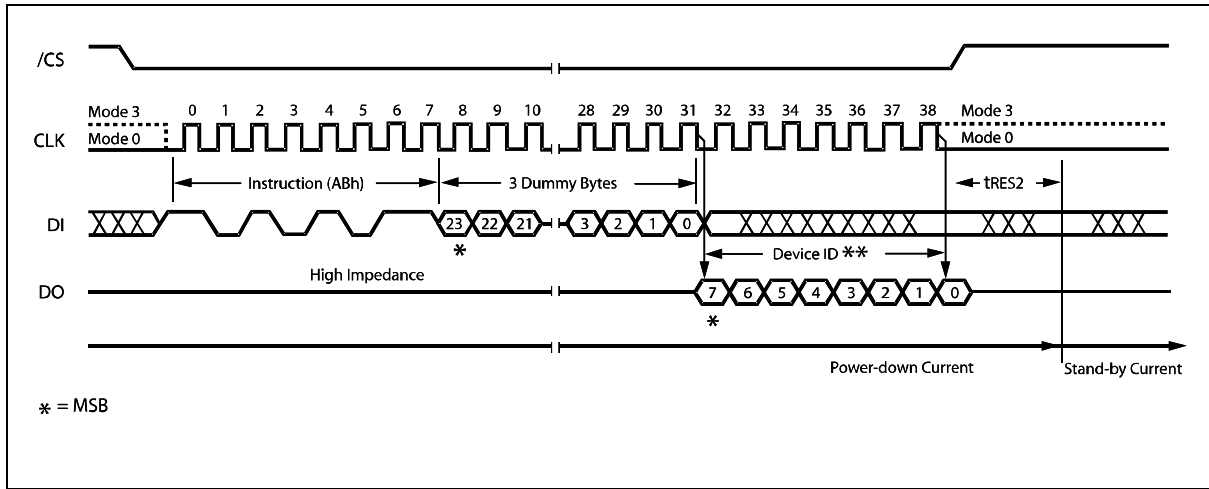 /CS
Mode 3 0 1 2 3 4 5 6 7 8 9 10 28 29 30 31 32 33 34 35 36 37 38 Mode 3
CLK Mode 0 Mode 0
Instruction (ABh) 3 Dummy Bytes tRES2
DI 23 22 21 3 2 1 0
* Device ID **
High Impedance
DO 7 6 5 4 3 2 1 0
*
Power-down Current Stand-by Current
* = MSB